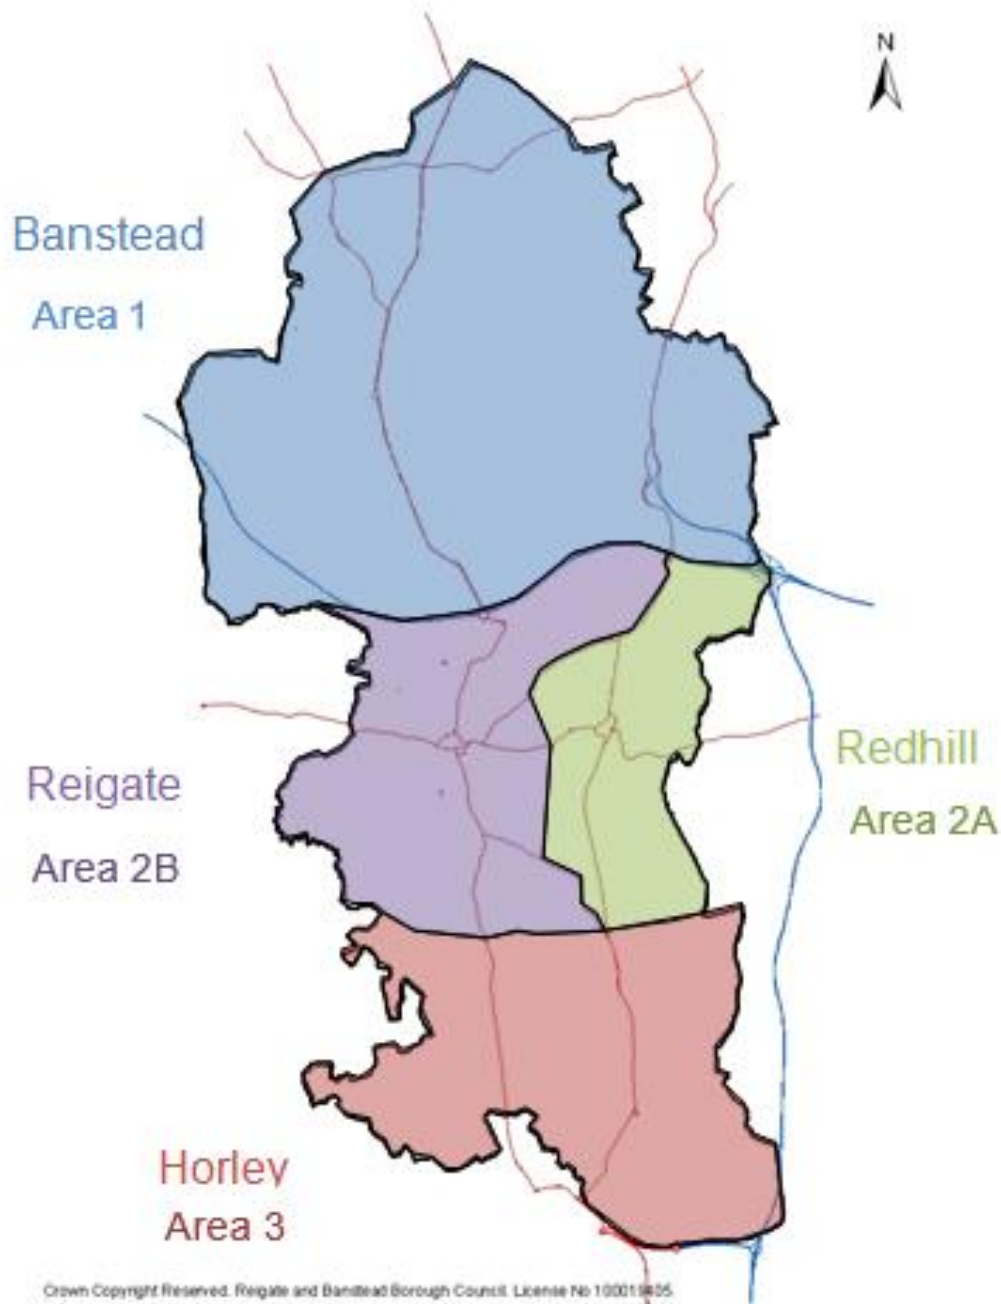 N
Banstead
Area 1
Redhill
Area 2A
Reigate
Area 2B
Horley
Area 3
Crown Copyright Reserved. Reigate and Banstead Borough Council. License No